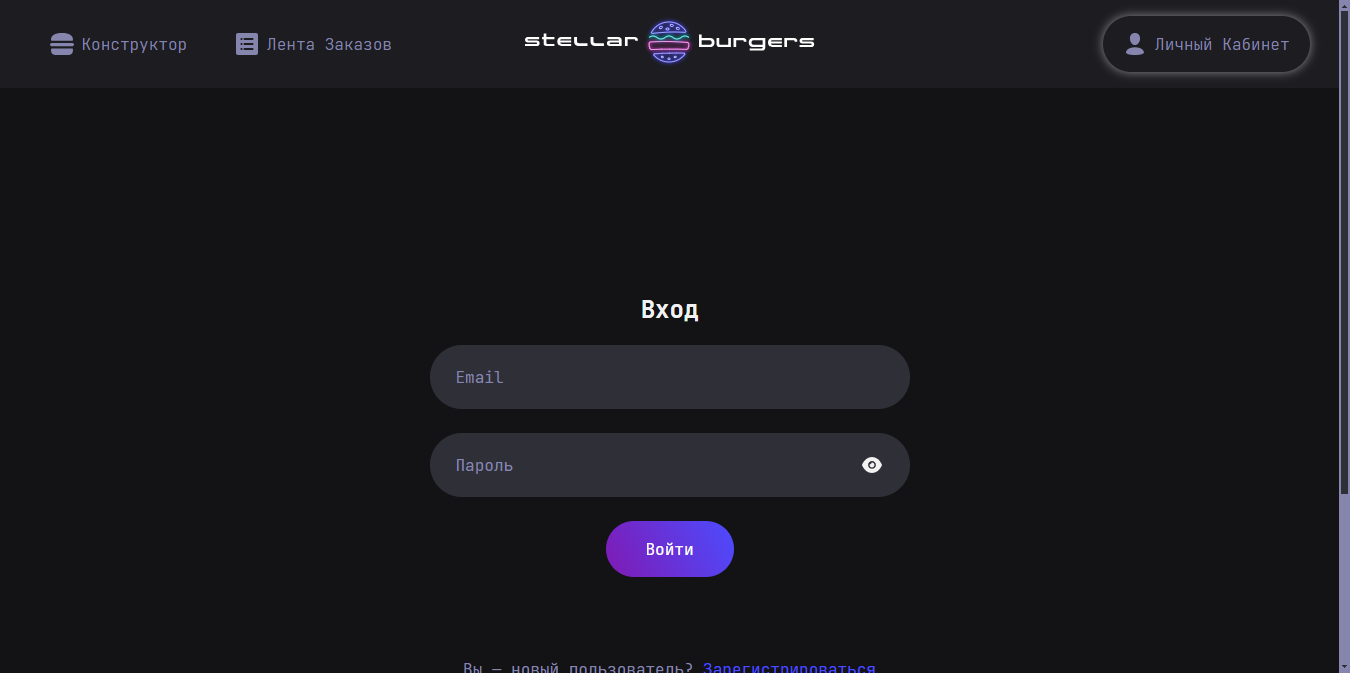 Конструктор
Лента Заказов
stellar burgers
Личный Кабинет
Вход
Email
Пароль
Войти
Вы — новый пользователь? Зарегистрироваться